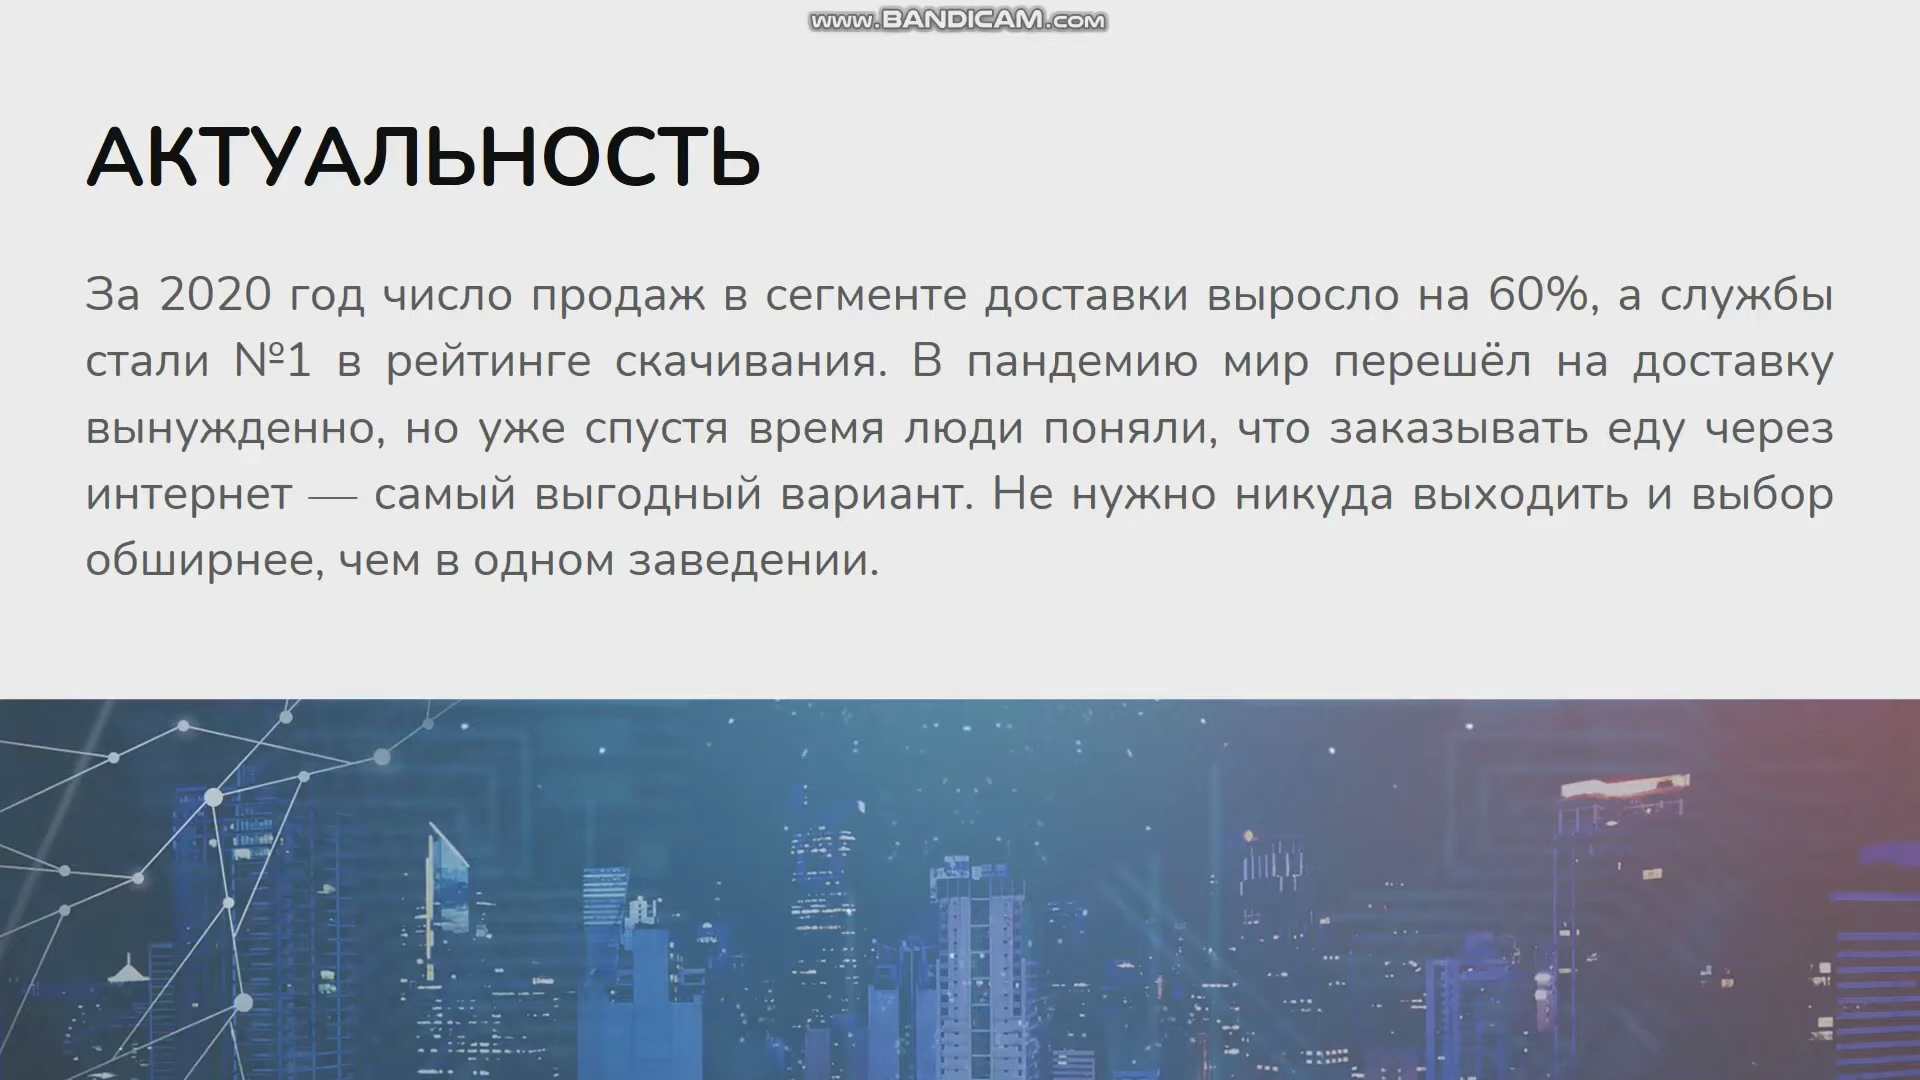 www.BANDICAM.com
АКТУАЛЬНОСТЬ
За 2020 год число продаж в сегменте доставки выросло на 60%, а службы
стали №1 в рейтинге скачивания. В пандемию мир перешёл на доставку
вынужденно, но уже спустя время люди поняли, что заказывать еду через
интернет — самый выгодный вариант. Не нужно никуда выходить и выбор
обширнее, чем в одном заведении.